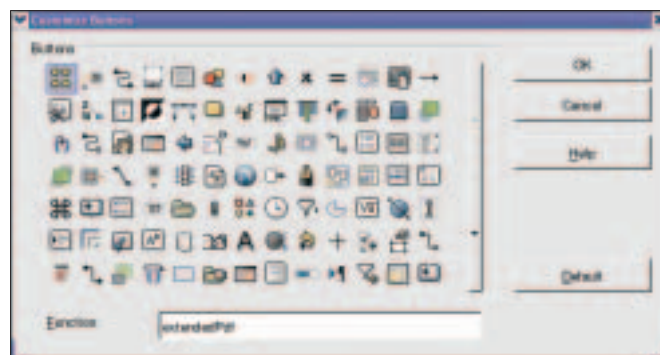 Customize Buttons
Buttons
OK
Cancel
Help
Default
Function
extendedPdf